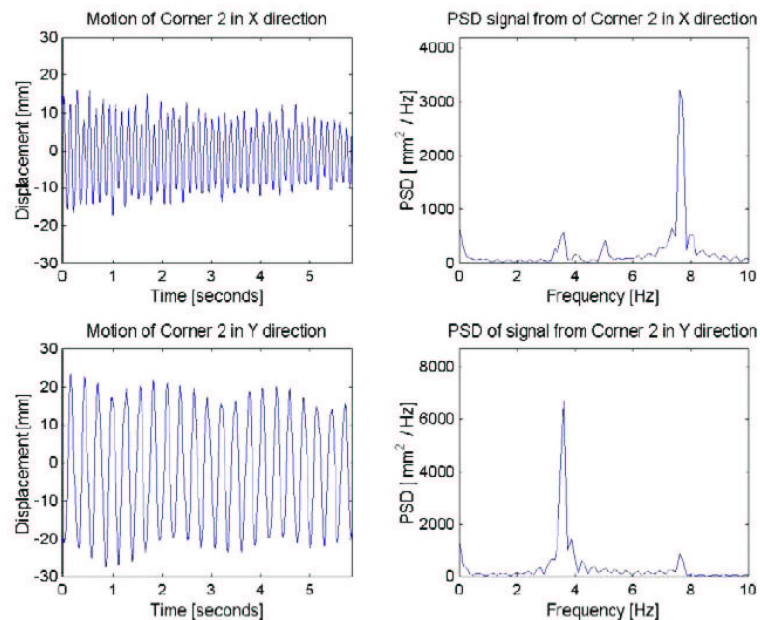 Motion of Corner 2 in X direction
30
20
10
0
-10
-20
-30
Displacement [mm]
0 1 2 3 4 5
Time [seconds]
PSD signal from of Corner 2 in X direction
4000
3000
2000
1000
0
PSD [ mm² / Hz]
0 2 4 6 8 10
Frequency [Hz]
Motion of Corner 2 in Y direction
30
20
10
0
-10
-20
-30
Displacement [mm]
0 1 2 3 4 5
Time [seconds]
PSD of signal from Corner 2 in Y direction
8000
6000
4000
2000
0
PSD [ mm² / Hz]
0 2 4 6 8 10
Frequency [Hz]